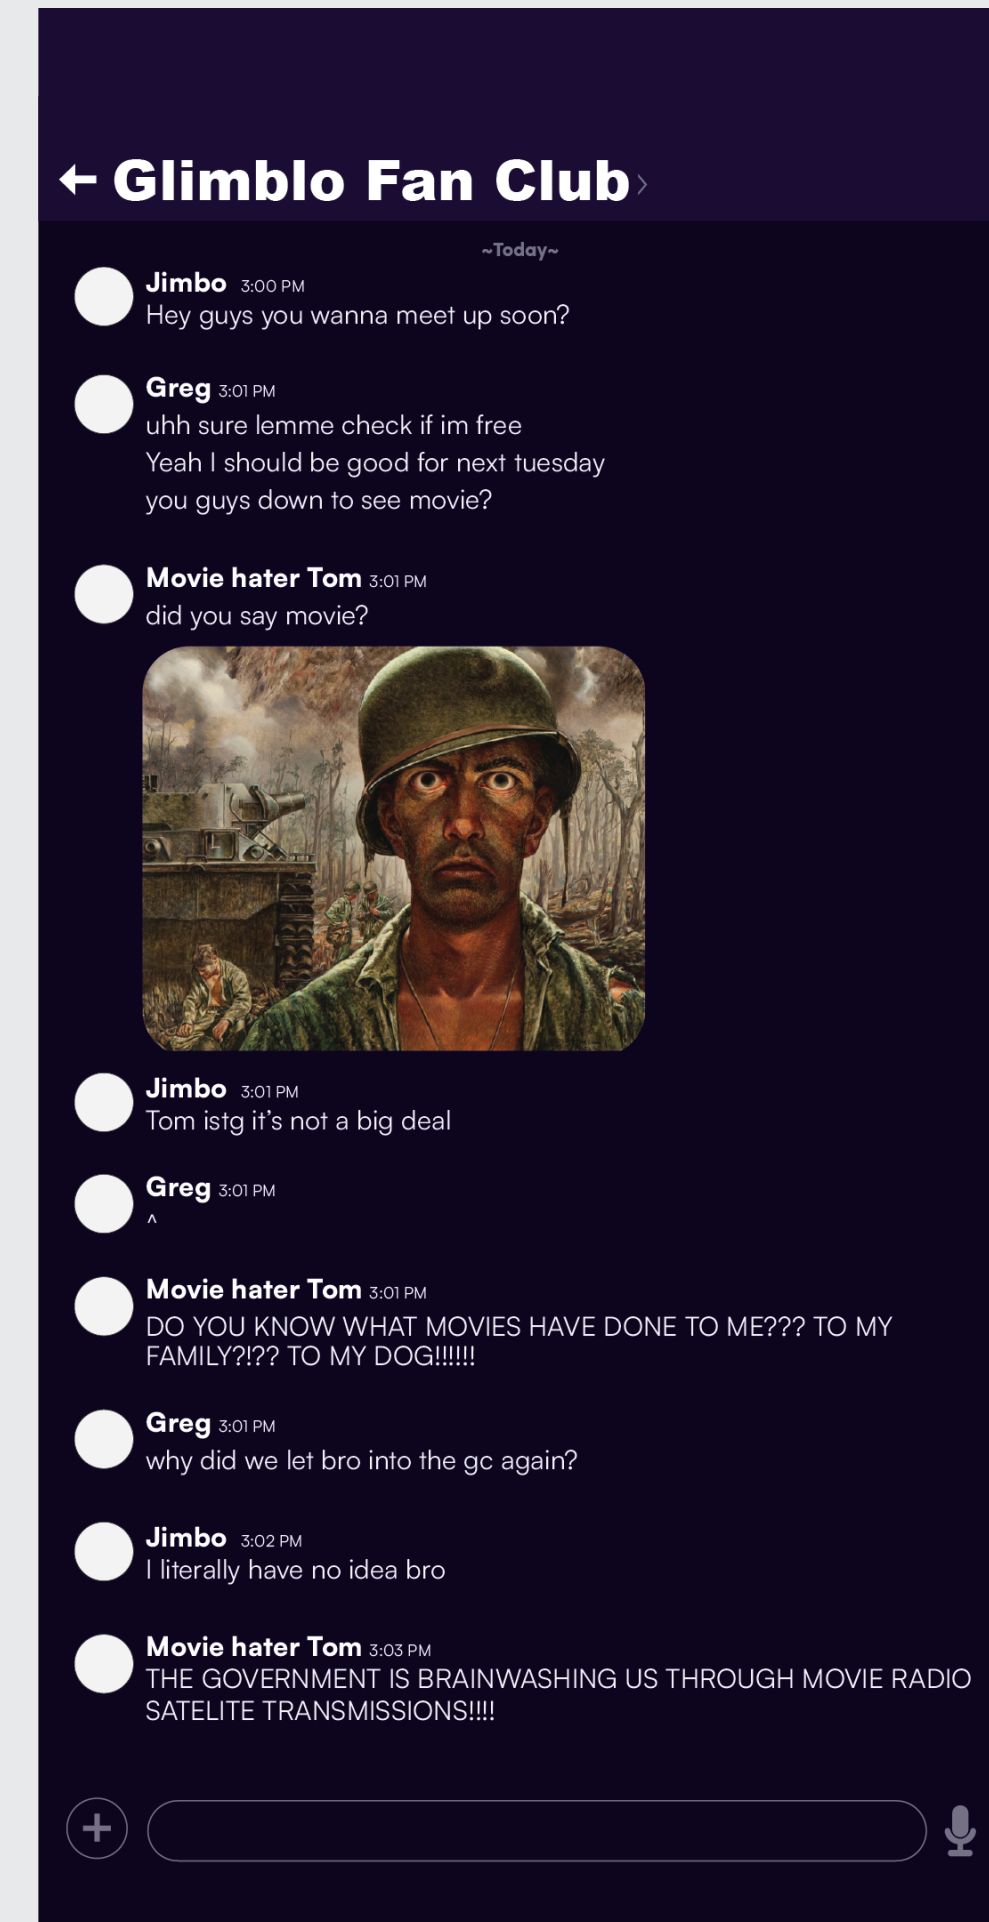 Glimblo Fan Club
~Today~
Jimbo 3:00 PM
Hey guys you wanna meet up soon?
Greg 3:01 PM
uhh sure lemme check if im free
Yeah I should be good for next tuesday
you guys down to see movie?
Movie hater Tom 3:01 PM
did you say movie?
Jimbo 3:01 PM
Tom istg it’s not a big deal
Greg 3:01 PM
^
Movie hater Tom 3:01 PM
DO YOU KNOW WHAT MOVIES HAVE DONE TO ME??? TO MY
FAMILY?!?? TO MY DOG!!!!!!
Greg 3:01 PM
why did we let bro into the gc again?
Jimbo 3:02 PM
I literally have no idea bro
Movie hater Tom 3:03 PM
THE GOVERNMENT IS BRAINWASHING US THROUGH MOVIE RADIO
SATELITE TRANSMISSIONS!!!!